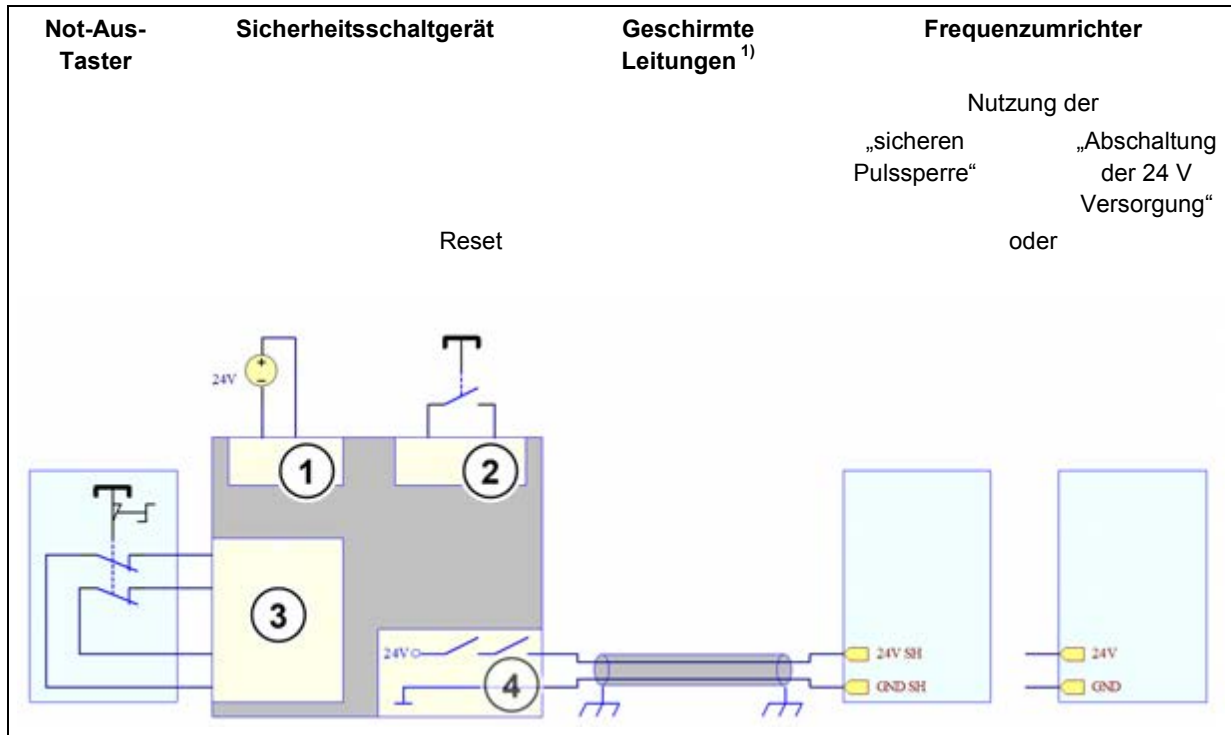 Not-Aus-
Taster
Sicherheitsschaltgerät
Geschirmte
Leitungen 1)
Frequenzumrichter
Nutzung der
„sicheren
Pulssperre“
„Abschaltung
der 24 V
Versorgung“
Reset
oder
24V
+
−
1
2
3
24V
4
24V SH
GND SH
24V
GND